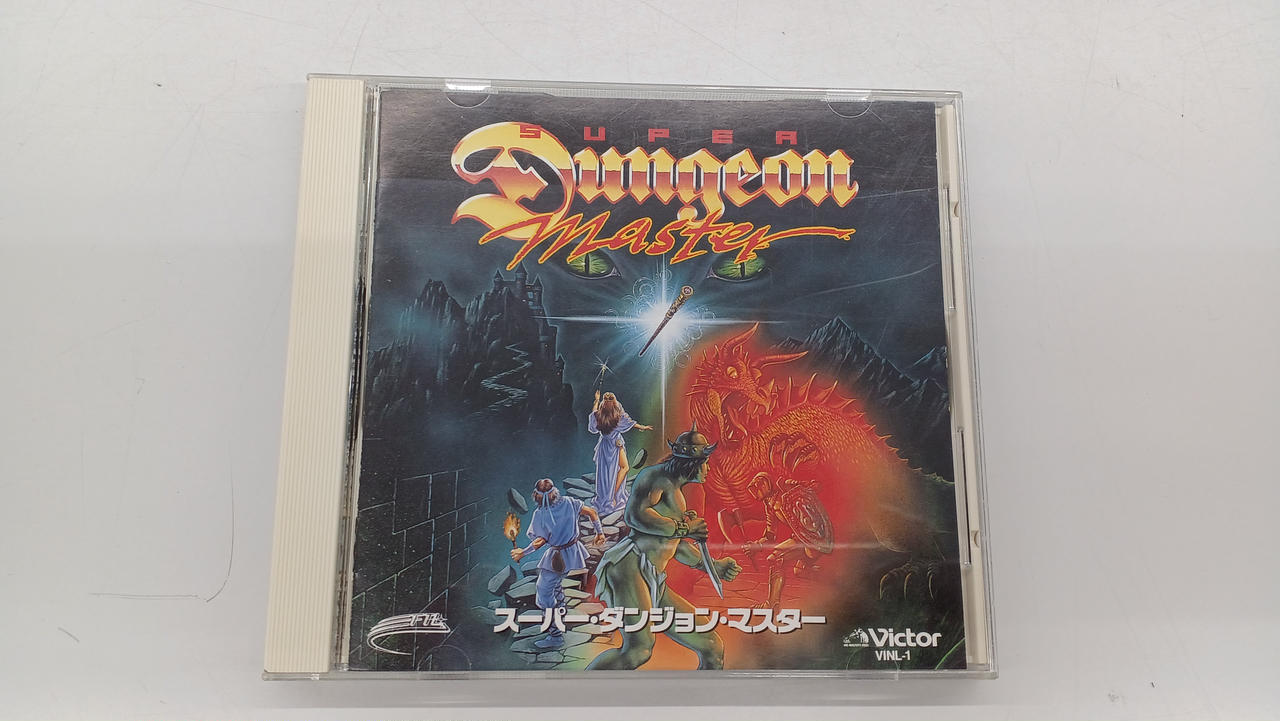 SUPER
Dungeon
Master
スーパー・ダンジョン・マスター
FTL
Victor
VINL-1